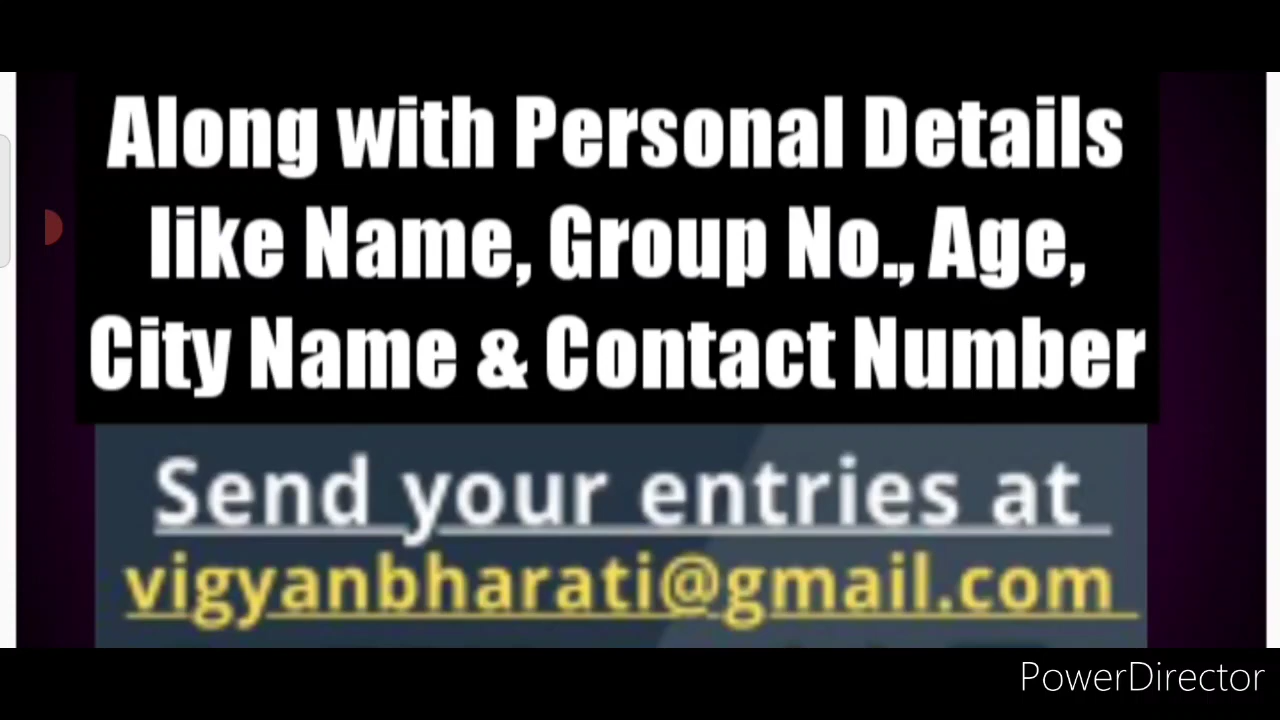 Along with Personal Details
like Name, Group No., Age,
City Name & Contact Number
Send your entries at
vigyanbharati@gmail.com
PowerDirector